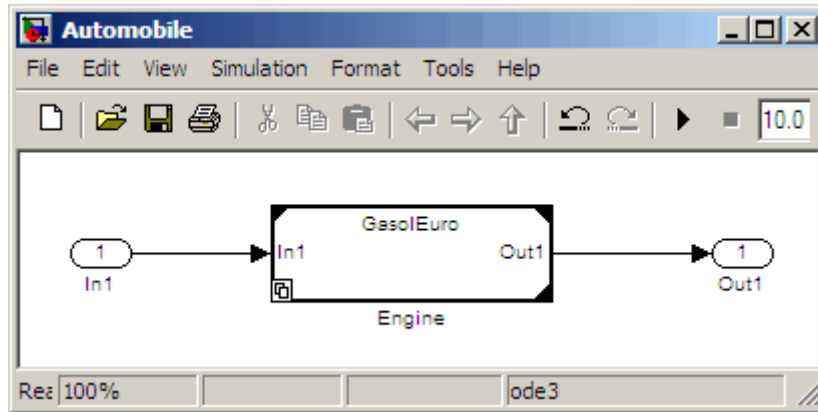 Automobile
File Edit View Simulation Format Tools Help
10.0
GasolEuro
1 In1 Out1 1
In1 Out1
Engine
Rea 100% ode3